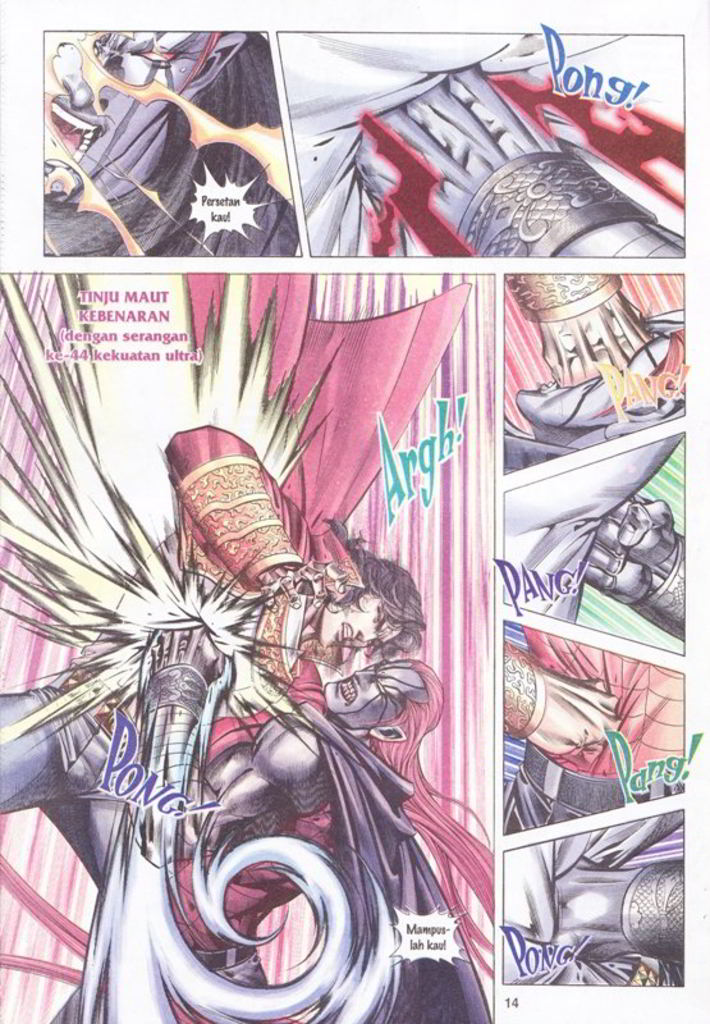 Persetan
kau!
Pong!
TINJU MAUT
KEBENARAN
(dengan serangan
ke-44 kekuatan ultra)
Argh!
PONG!
Mampus-
lah kau!
PANG!
PANG!
Pang!
PONG!
14